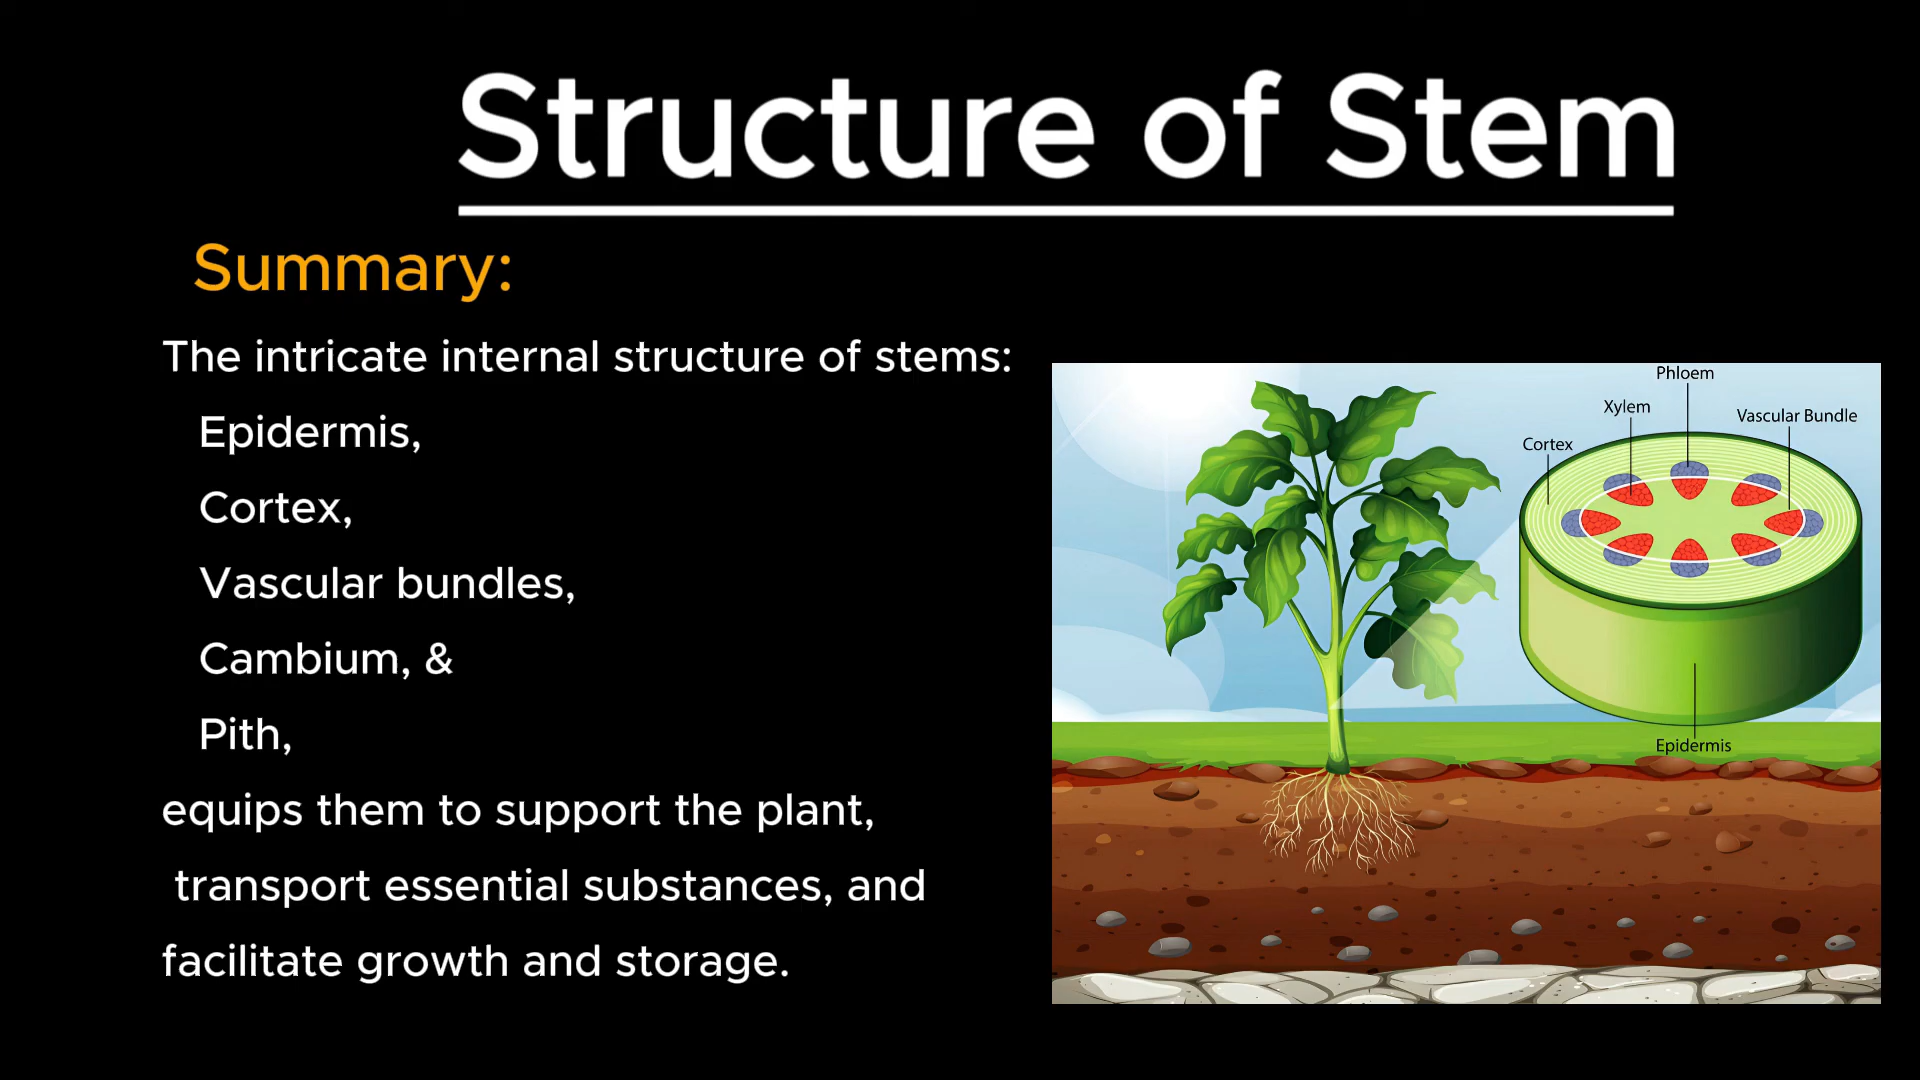 Structure of Stem
Summary:
The intricate internal structure of stems:
Epidermis,
Cortex,
Vascular bundles,
Cambium, &
Pith,
equips them to support the plant,
transport essential substances, and
facilitate growth and storage.
Phloem
Xylem
Vascular Bundle
Cortex
Epidermis